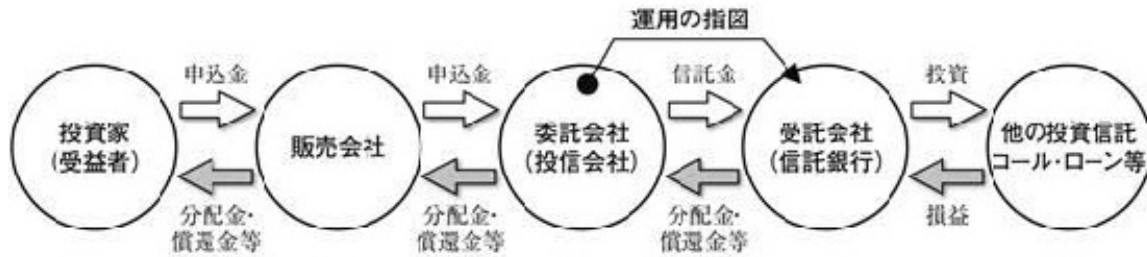 運用の指図
申込金
申込金
信託金
投資
投資家
(受益者)
販売会社
委託会社
(投信会社)
受託会社
(信託銀行)
他の投資信託
コール・ローン等
分配金・
償還金等
分配金・
償還金等
分配金・
償還金等
損益